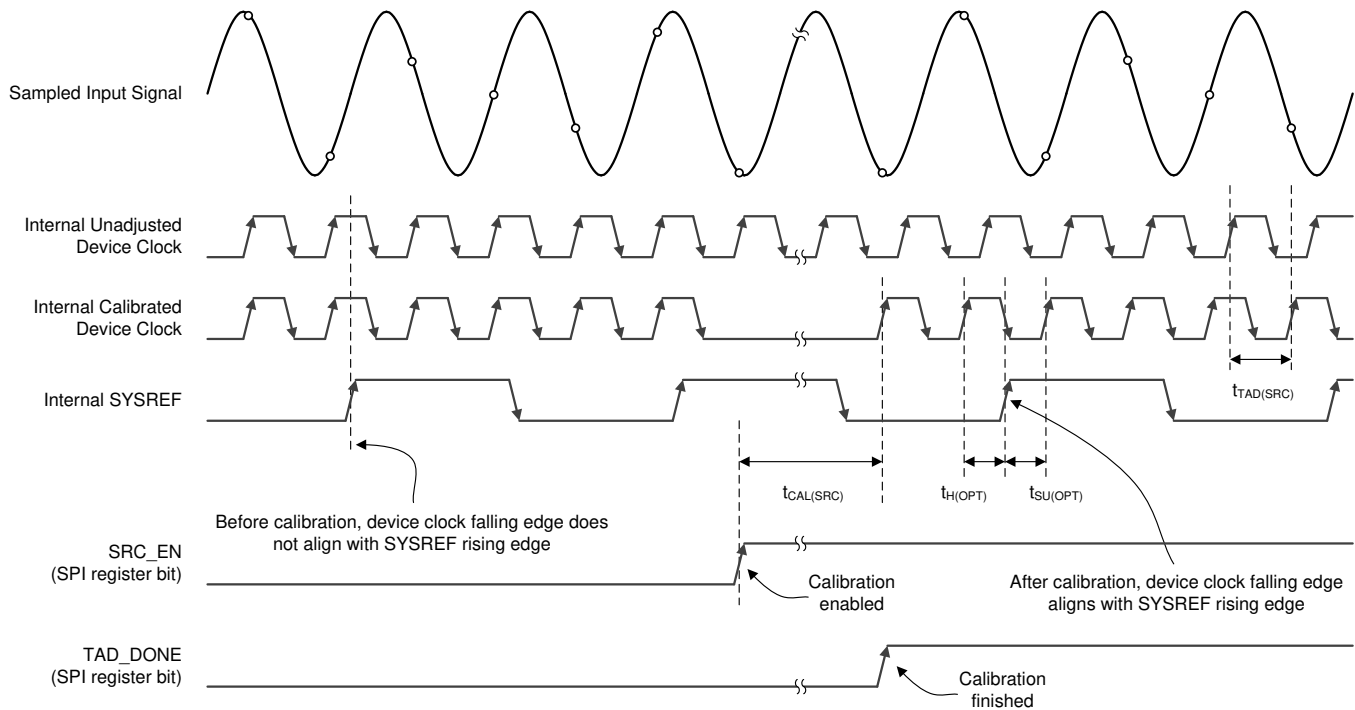 Sampled Input Signal
Internal Unadjusted
Device Clock
Internal Calibrated
Device Clock
Internal SYSREF
tTAD(SRC)
tCAL(SRC)
tH(OPT)
tSU(OPT)
Before calibration, device clock falling edge does
not align with SYSREF rising edge
SRC_EN
(SPI register bit)
Calibration
enabled
After calibration, device clock falling edge
aligns with SYSREF rising edge
TAD_DONE
(SPI register bit)
Calibration
finished